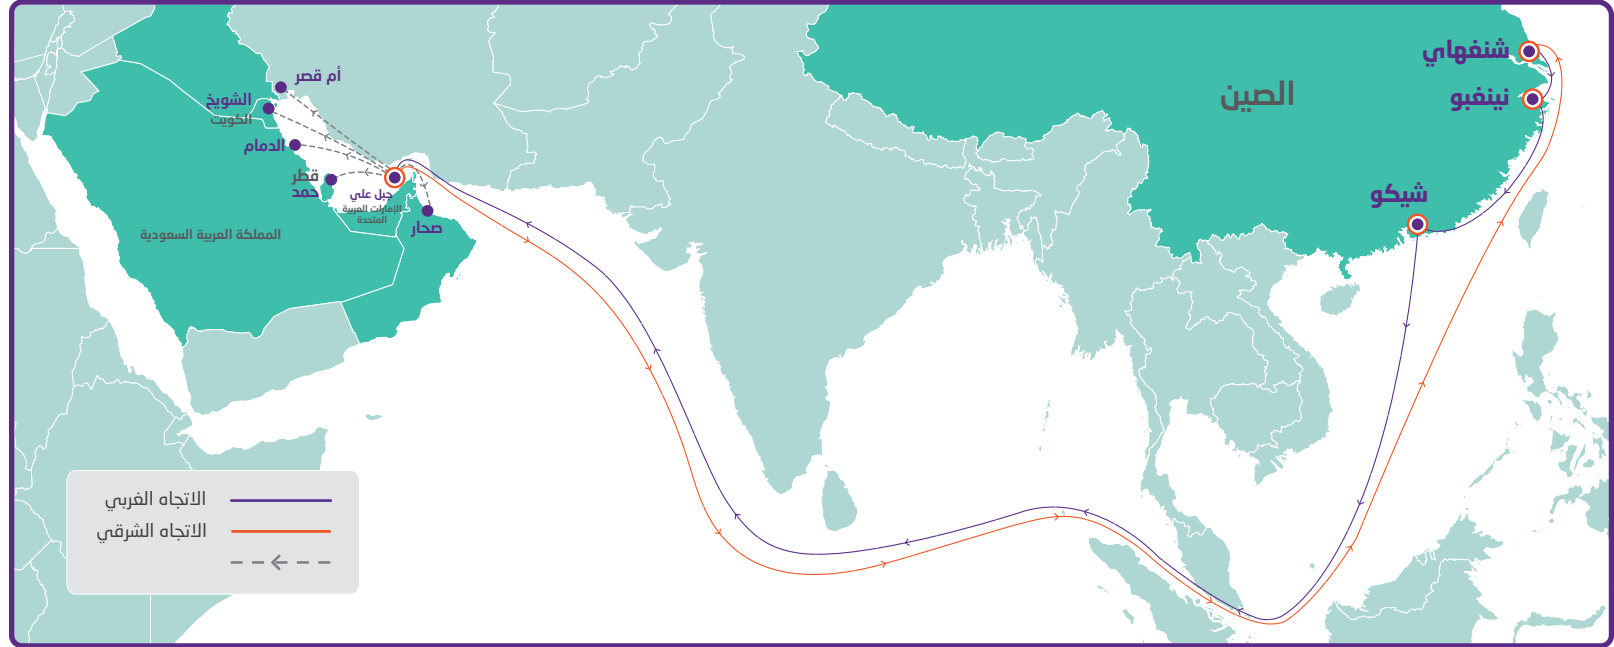 شنغهاي
نينغبو
الصين
شيكو
أم قصر
الشويخ
الكويت
الدمام
قطر
حمد
جبل علي
الإمارات العربية
المتحدة
صحار
المملكة العربية السعودية
الاتجاه الغربي
الاتجاه الشرقي